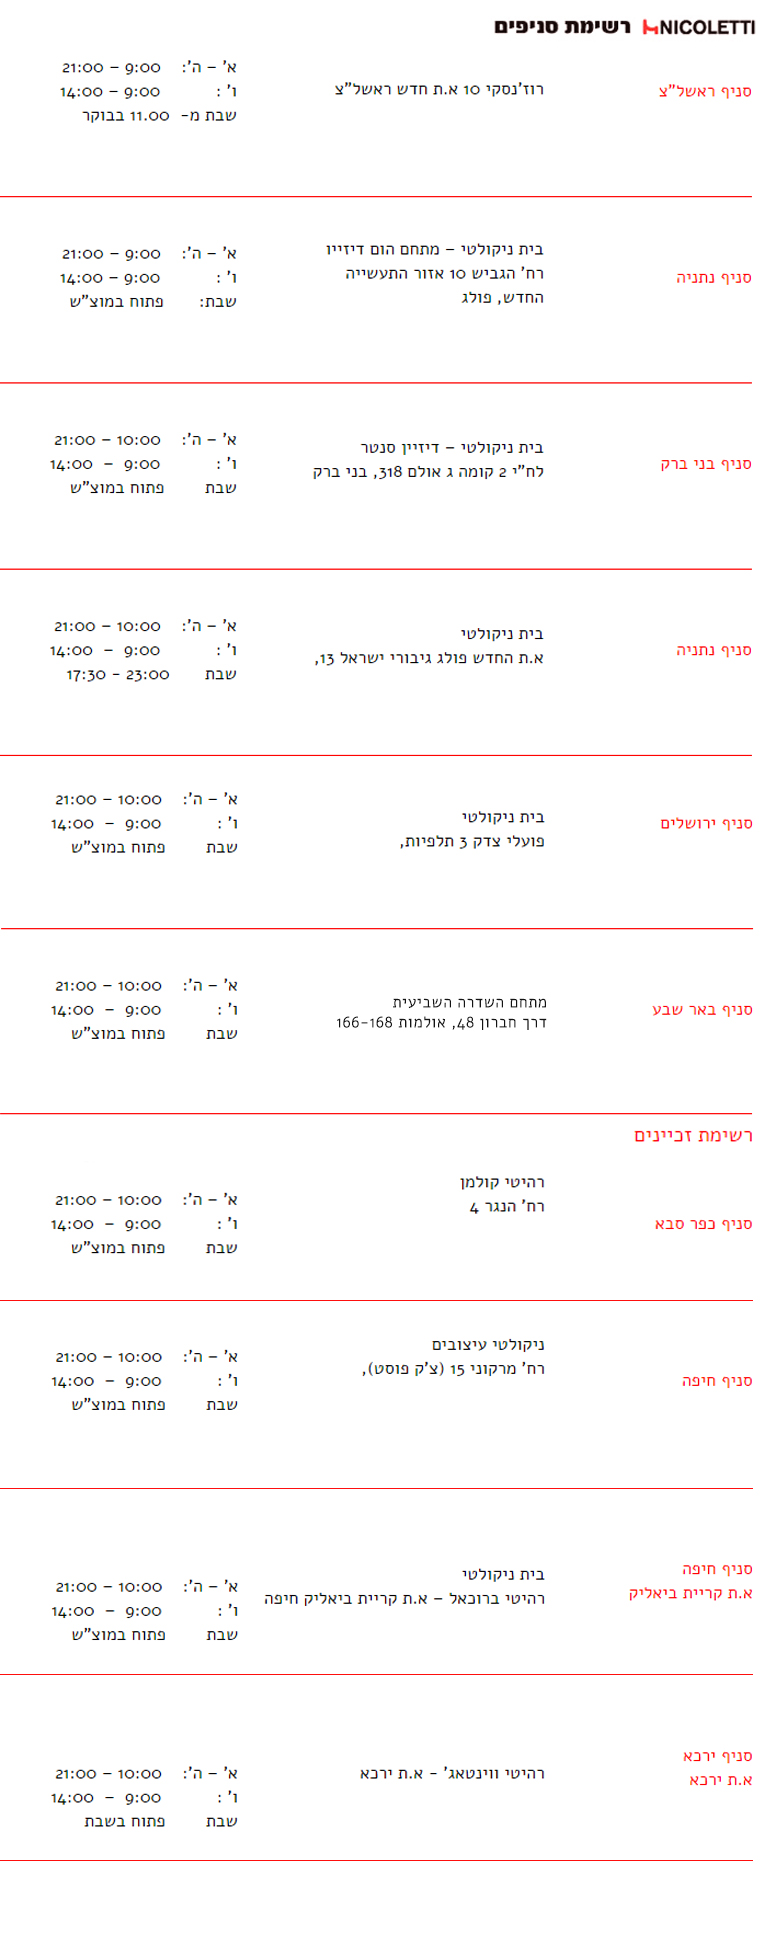 NICOLETTI רשימת סניפים
סניף ראשל"צ
רוז'נסקי 10 א.ת חדש ראשל"צ
א' – ה': 9:00 – 21:00
ו' : 9:00 – 14:00
שבת מ- 11.00 בבוקר
סניף נתניה
בית ניקולטי – מתחם הום דיזיין
רח' הגביש 10 אזור התעשייה
החדש, פולג
א' – ה': 9:00 – 21:00
ו' : 9:00 – 14:00
שבת: פתוח במוצ"ש
סניף בני ברק
בית ניקולטי – דיזיין סנטר
לח"י 2 קומה ג אולם 318, בני ברק
א' – ה': 10:00 – 21:00
ו' : 9:00 – 14:00
שבת פתוח במוצ"ש
סניף נתניה
בית ניקולטי
א.ת החדש פולג גיבורי ישראל 13,
א' – ה': 10:00 – 21:00
ו' : 9:00 – 14:00
שבת 23:00 - 17:30
סניף ירושלים
בית ניקולטי
פועלי צדק 3 תלפיות,
א' – ה': 10:00 – 21:00
ו' : 9:00 – 14:00
שבת פתוח במוצ"ש
סניף באר שבע
מתחם השדרה השביעית
דרך חברון 48, אולמות 166-168
א' – ה': 10:00 – 21:00
ו' : 9:00 – 14:00
שבת פתוח במוצ"ש
רשימת זכיינים
סניף כפר סבא
רהיטי קולמן
רח' הנגר 4
א' – ה': 10:00 – 21:00
ו' : 9:00 – 14:00
שבת פתוח במוצ"ש
סניף חיפה
ניקולטי עיצובים
רח' מרקוני 15 (צ'ק פוסט),
א' – ה': 10:00 – 21:00
ו' : 9:00 – 14:00
שבת פתוח במוצ"ש
סניף חיפה
א.ת קריית ביאליק
בית ניקולטי
רהיטי ברוכאל – א.ת קריית ביאליק חיפה
א' – ה': 10:00 – 21:00
ו' : 9:00 – 14:00
שבת פתוח במוצ"ש
סניף ירכא
א.ת ירכא
רהיטי ווינטאג' - א.ת ירכא
א' – ה': 10:00 – 21:00
ו' : 9:00 – 14:00
שבת פתוח בשבת